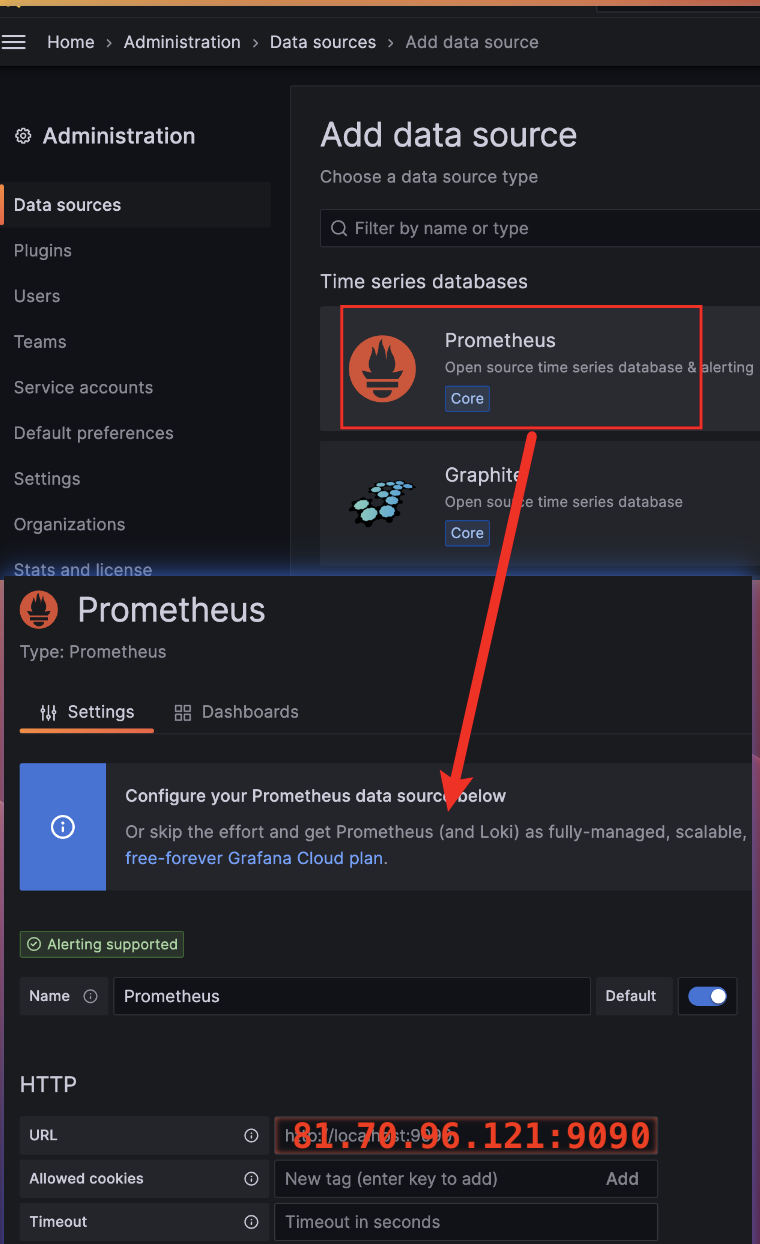 Home > Administration > Data sources > Add data source
Administration
Data sources
Plugins
Users
Teams
Service accounts
Default preferences
Settings
Organizations
Stats and license
Add data source
Choose a data source type
Filter by name or type
Time series databases
Prometheus
Open source time series database & alerting
Core
Graphite
Open source time series database
Core
Prometheus
Type: Prometheus
Settings
Dashboards
Configure your Prometheus data source below
Or skip the effort and get Prometheus (and Loki) as fully-managed, scalable,
free-forever Grafana Cloud plan.
Alerting supported
Name Prometheus Default
HTTP
URL http://localhost:9090
81.70.96.121:9090
Allowed cookies New tag (enter key to add) Add
Timeout Timeout in seconds